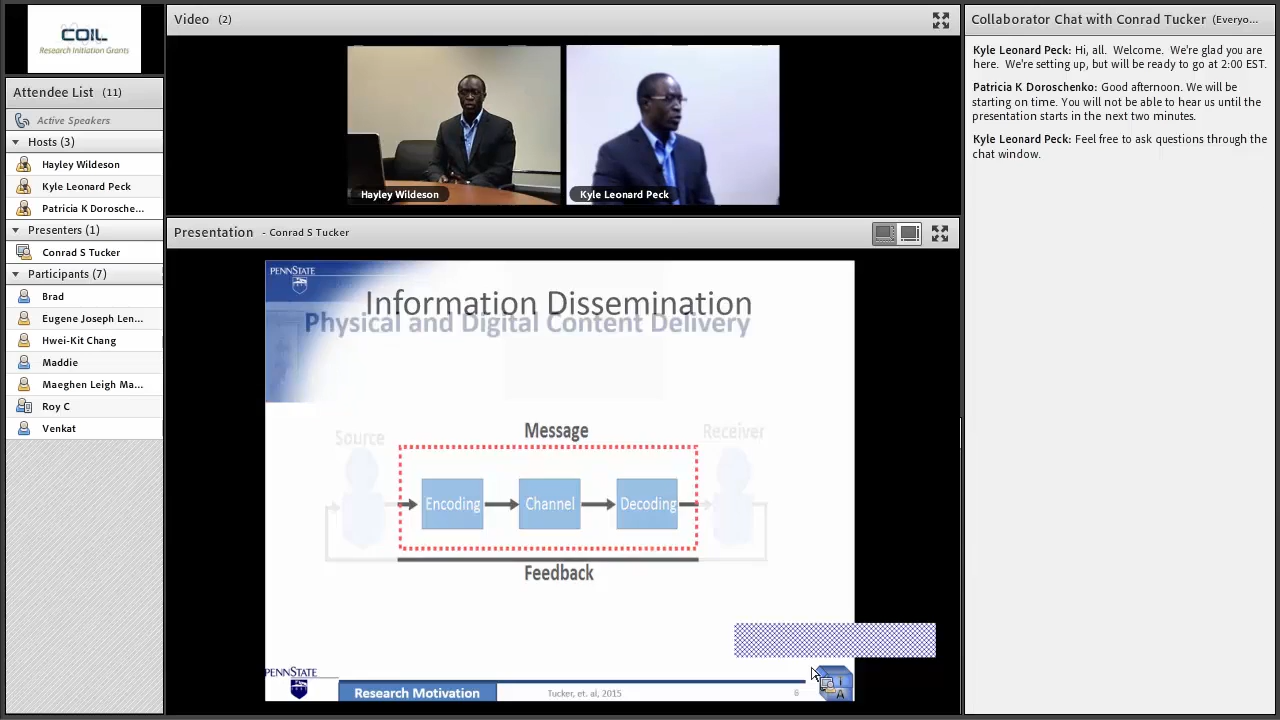 COIL
Research Initiation Grants
Attendee List (11)
Active Speakers
Hosts (3)
Hayley Wildeson
Kyle Leonard Peck
Patricia K Dorosche...
Presenters (1)
Conrad S Tucker
Participants (7)
Brad
Eugene Joseph Len...
Hwei-Kit Chang
Maddie
Maeghen Leigh Ma...
Roy C
Venkat
Video (2)
Hayley Wildeson
Kyle Leonard Peck
Presentation - Conrad S Tucker
PENNSTATE
Information Dissemination
Physical and Digital Content Delivery
Source
Message
Receiver
Encoding
Channel
Decoding
Feedback
PENNSTATE
Research Motivation
Tucker, et. al, 2015
6
Collaborator Chat with Conrad Tucker (Everyo...
Kyle Leonard Peck: Hi, all. Welcome. We're glad you are
here. We're setting up, but will be ready to go at 2:00 EST.
Patricia K Doroschenko: Good afternoon. We will be
starting on time. You will not be able to hear us until the
presentation starts in the next two minutes.
Kyle Leonard Peck: Feel free to ask questions through the
chat window.